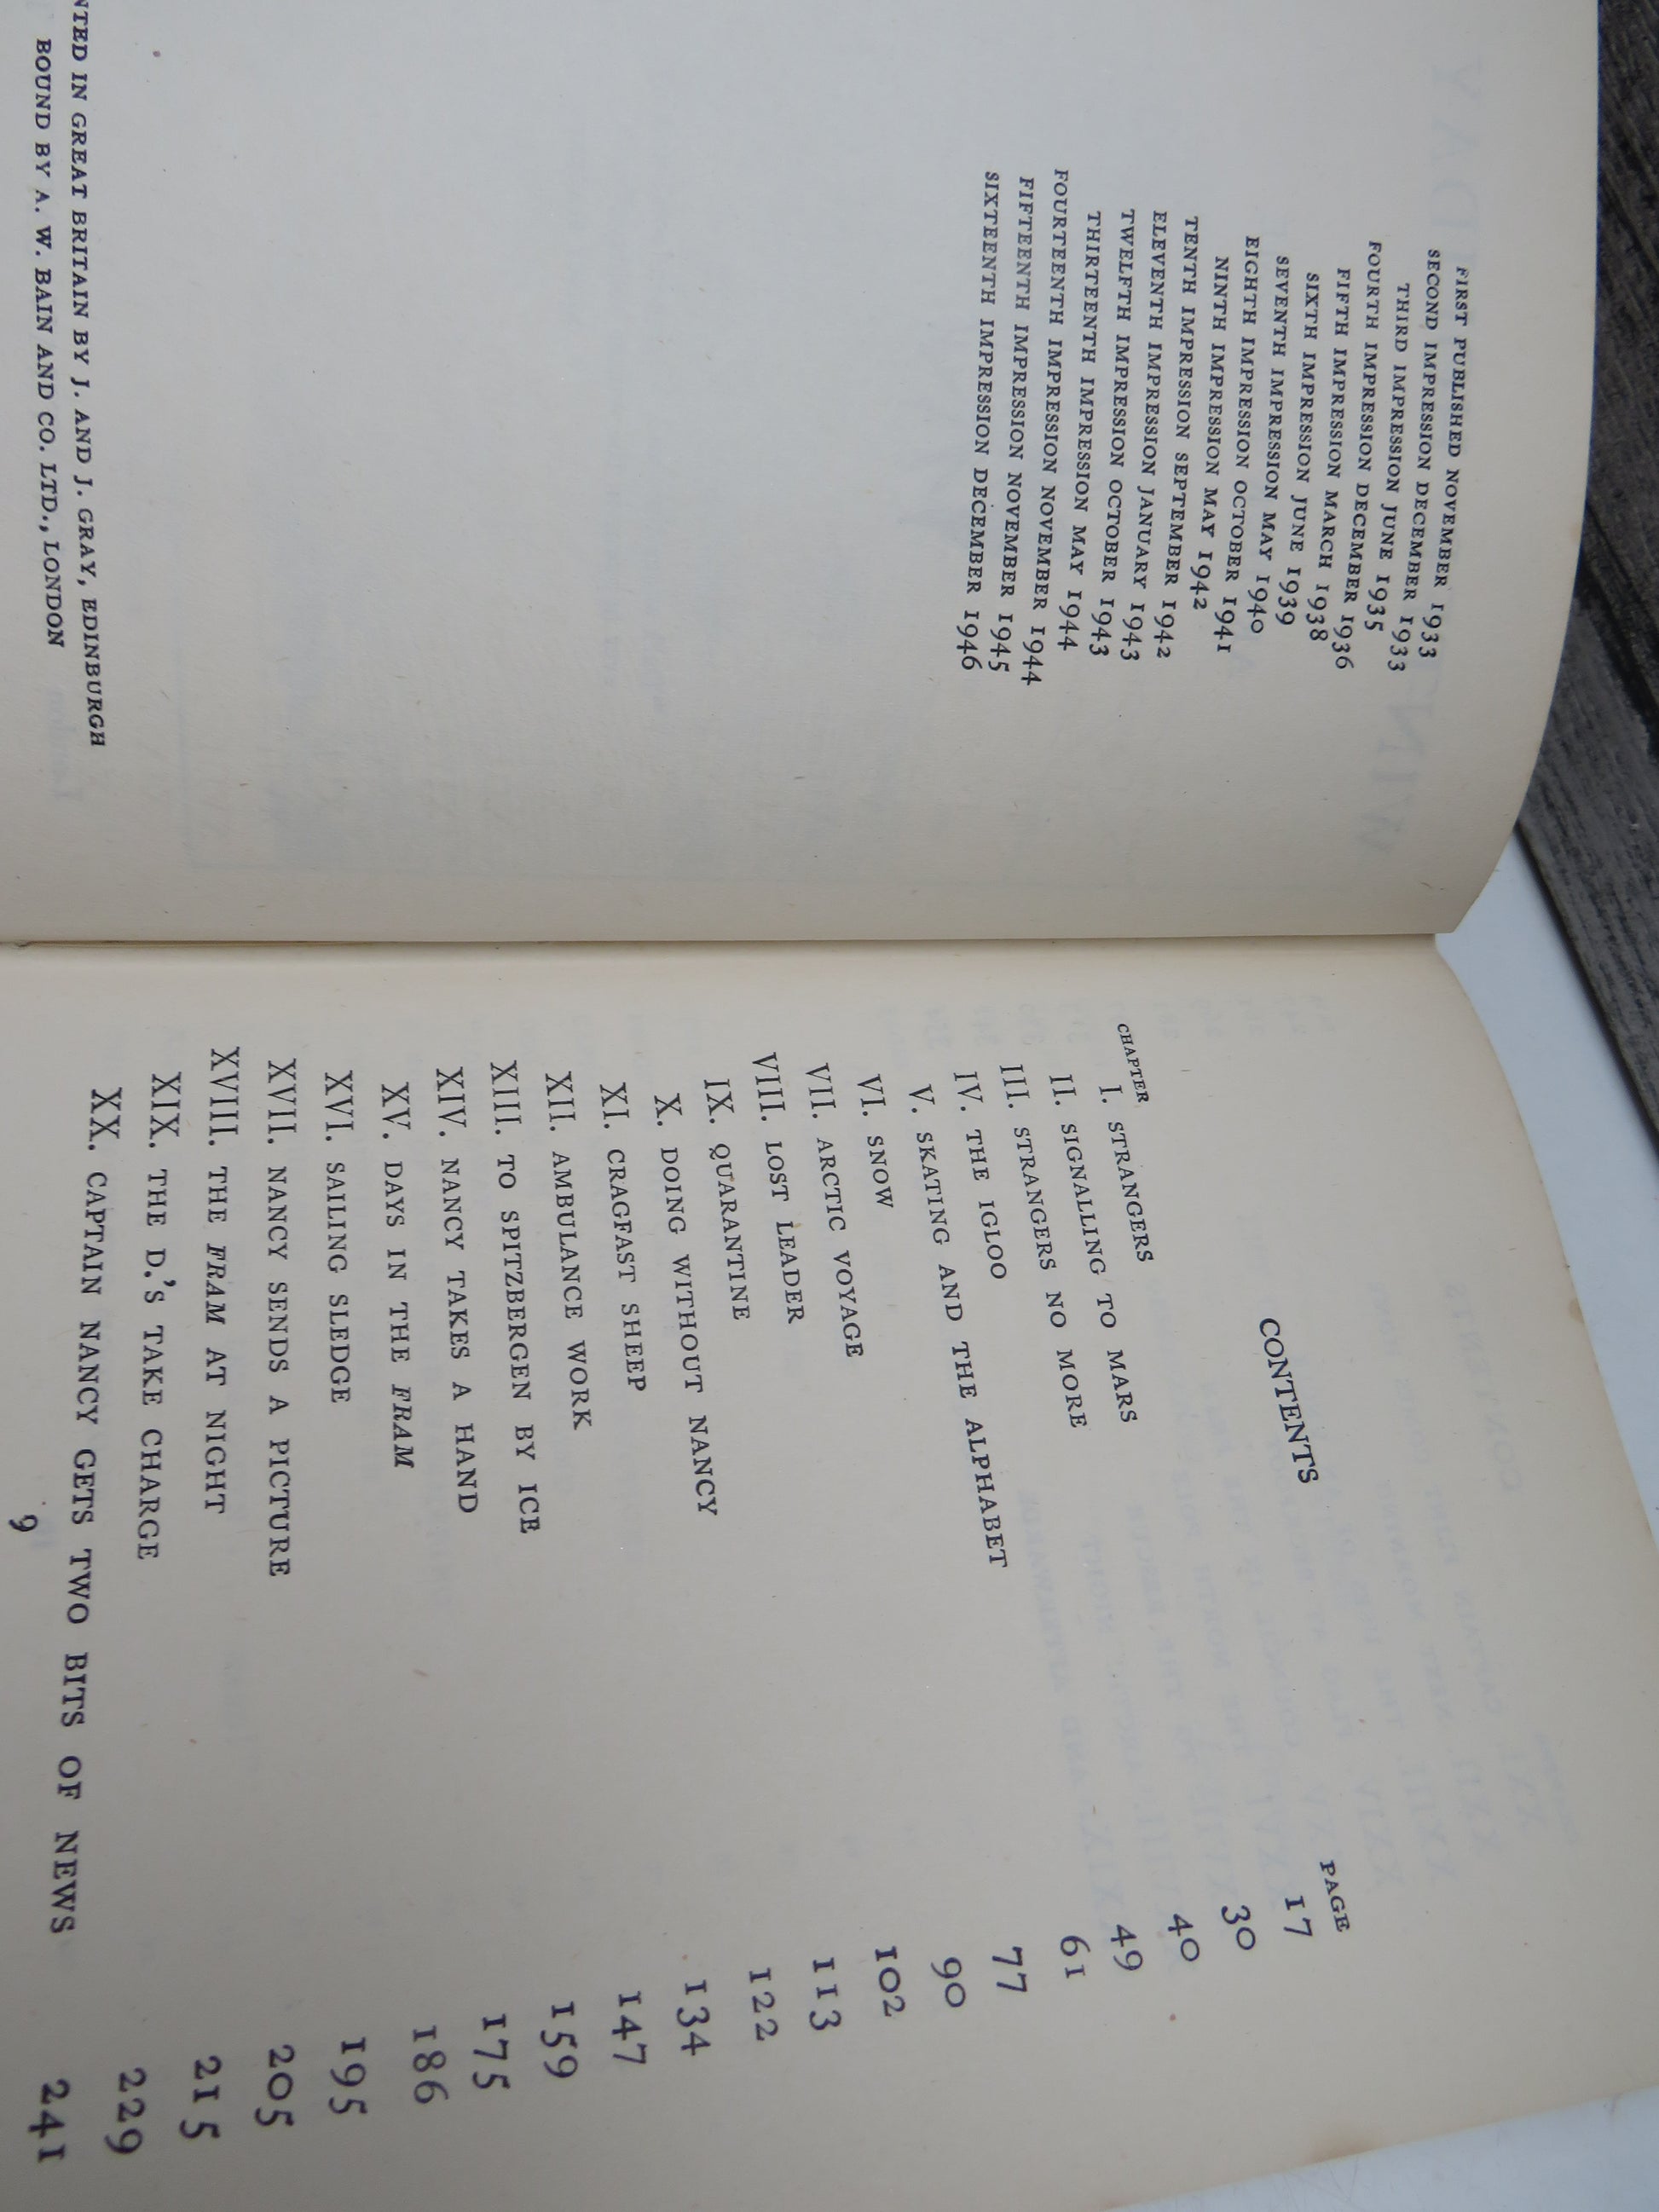 FIRST PUBLISHED NOVEMBER 1933
SECOND IMPRESSION DECEMBER 1933
THIRD IMPRESSION JUNE 1935
FOURTH IMPRESSION DECEMBER 1936
FIFTH IMPRESSION MARCH 1938
SIXTH IMPRESSION JUNE 1939
SEVENTH IMPRESSION MAY 1940
EIGHTH IMPRESSION OCTOBER 1941
NINTH IMPRESSION MAY 1942
TENTH IMPRESSION SEPTEMBER 1942
ELEVENTH IMPRESSION JANUARY 1943
TWELFTH IMPRESSION OCTOBER 1943
THIRTEENTH IMPRESSION MAY 1944
FOURTEENTH IMPRESSION NOVEMBER 1944
FIFTEENTH IMPRESSION NOVEMBER 1945
SIXTEENTH IMPRESSION DECEMBER 1946
NTED IN GREAT BRITAIN BY J. AND J. GRAY, EDINBURGH
BOUND BY A. W. BAIN AND CO. LTD., LONDON
CONTENTS
CHAPTER PAGE
I. STRANGERS 17
II. SIGNALLING TO MARS 30
III. STRANGERS NO MORE 40
IV. THE IGLOO 49
V. SKATING AND THE ALPHABET 61
VI. SNOW 77
VII. ARCTIC VOYAGE 90
VIII. LOST LEADER 102
IX. QUARANTINE 113
X. DOING WITHOUT NANCY 122
XI. CRAGFAST SHEEP 134
XII. AMBULANCE WORK 147
XIII. TO SPITZBERGEN BY ICE 159
XIV. NANCY TAKES A HAND 175
XV. DAYS IN THE FRAM 186
XVI. SAILING SLEDGE 195
XVII. NANCY SENDS A PICTURE 205
XVIII. THE FRAM AT NIGHT 215
XIX. THE D.'S TAKE CHARGE 229
XX. CAPTAIN NANCY GETS TWO BITS OF NEWS 241
9